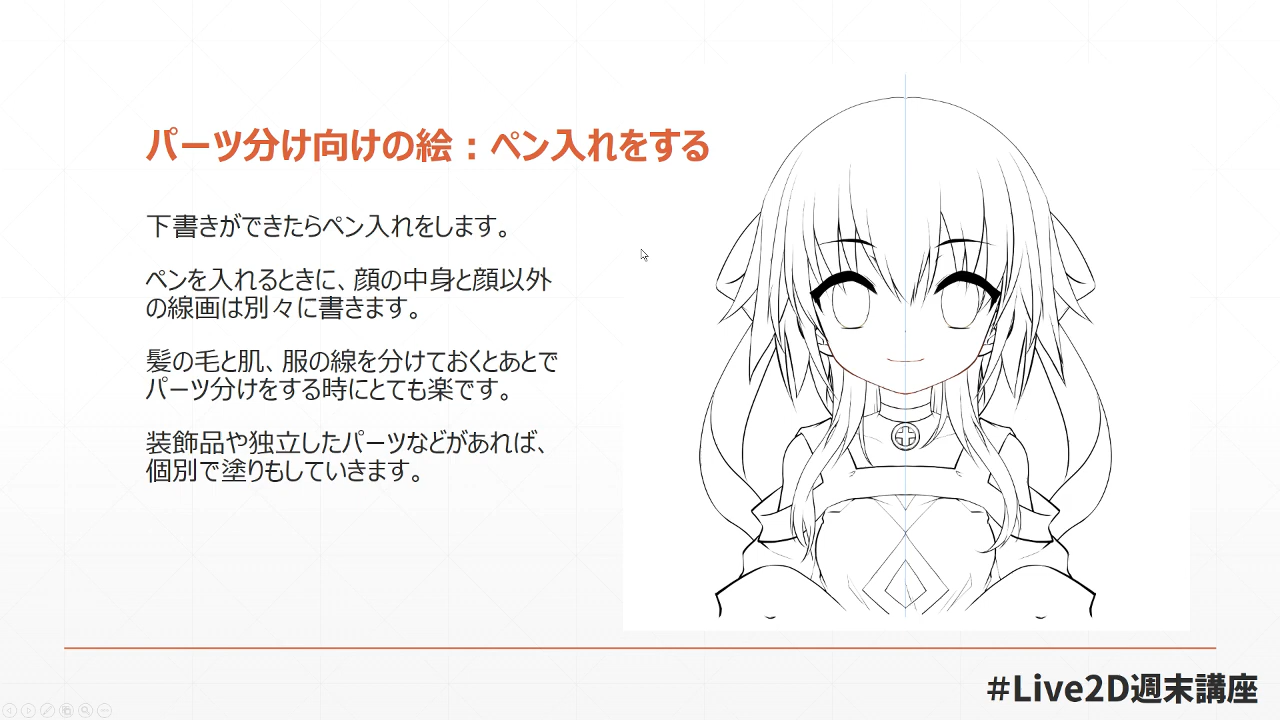 パーツ分け向けの絵：ペン入れをする
下書きができたらペン入れをします。
ペンを入れるときに、顔の中身と顔以外
の線画は別々に書きます。
髪の毛と肌、服の線を分けておくとあとで
パーツ分けをする時にとても楽です。
装飾品や独立したパーツなどがあれば、
個別で塗りもしていきます。
#Live2D週末講座